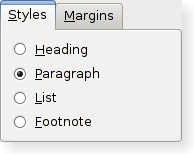 Styles Margins
Heading
Paragraph
List
Footnote